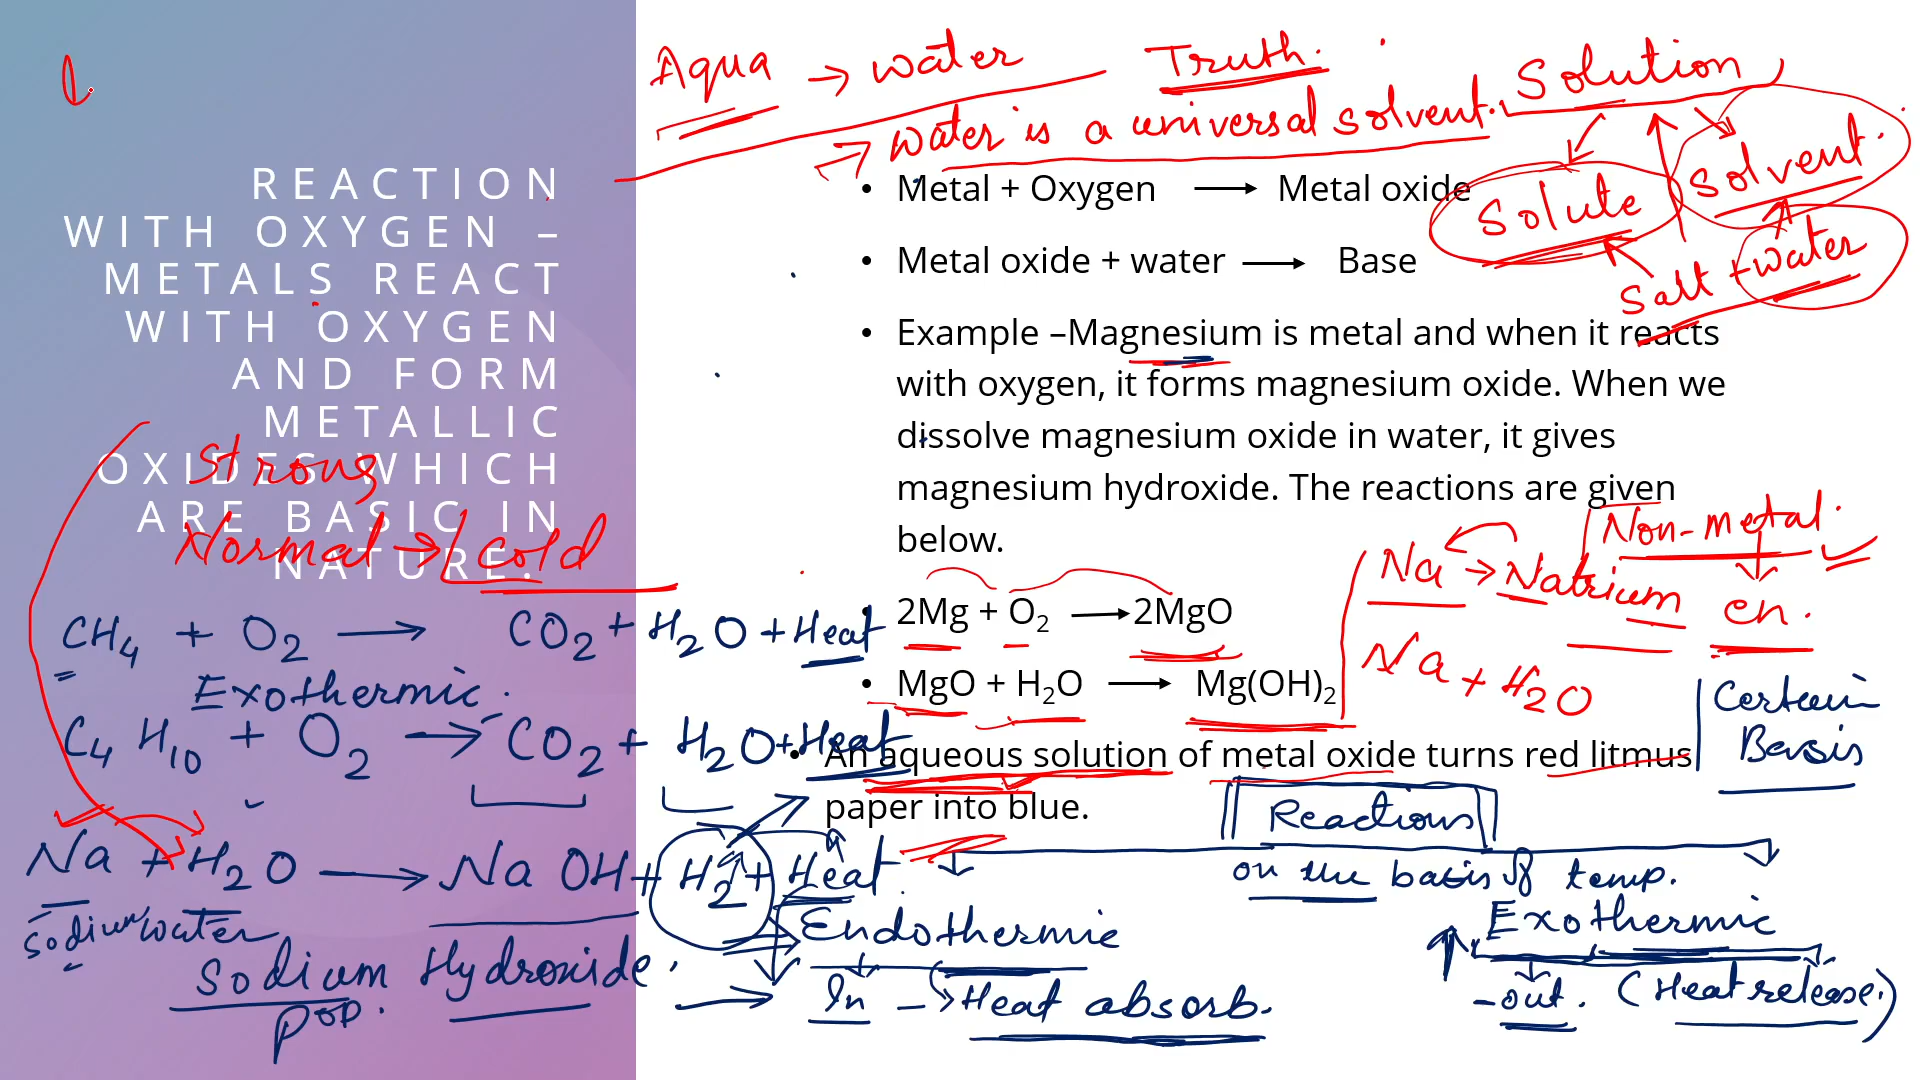 Aqua → water
Truth.
Solution
→ water is a universal solvent.
Solute
Solvent.
Salt + water
REACTION
WITH OXYGEN –
METALS REACT
WITH OXYGEN
AND FORM
METALLIC
OXIDES WHICH
ARE BASIC IN
NATURE.
Strong
Normal → cold
• Metal + Oxygen ⟶ Metal oxide
• Metal oxide + water ⟶ Base
• Example –Magnesium is metal and when it reacts
with oxygen, it forms magnesium oxide. When we
dissolve magnesium oxide in water, it gives
magnesium hydroxide. The reactions are given
below.
• 2Mg + O₂ ⟶ 2MgO
• MgO + H₂O ⟶ Mg(OH)₂
• An aqueous solution of metal oxide turns red litmus
paper into blue.
Non-metal.
Na → Natrium
en.
Na + H2O
Certain
Basis
CH4 + O2 → CO2 + H2O + Heat
Exothermic.
C4 H10 + O2 → CO2 + H2O + Heat
Na + H2O → Na OH + H2 + Heat.
sodium water
Sodium Hydroxide.
POP.
Reactions
on the basis of temp.
Endothermic
Exothermic
In → Heat absorb.
-out. (Heat release.)